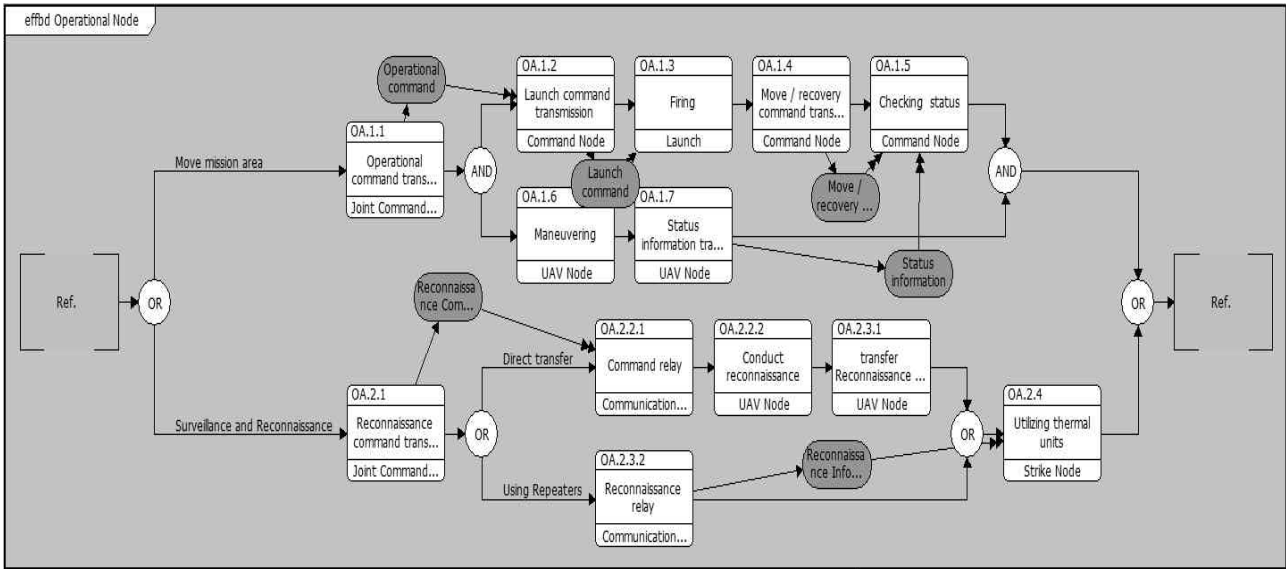 effbd Operational Node
Operational
command
OA.1.2
Launch command
transmission
Command Node
OA.1.3
Firing
Launch
OA.1.4
Move / recovery
command trans...
Command Node
OA.1.5
Checking status
Command Node
OA.1.1
Operational
command trans...
Joint Command...
Move mission area
AND
Launch
command
Move /
recovery ...
AND
OA.1.6
Maneuvering
UAV Node
OA.1.7
Status
information tra...
UAV Node
Status
information
Ref.
OR
Reconnaissa
nce Com...
OR
Ref.
OA.2.2.1
Command relay
Communication...
OA.2.2.2
Conduct
reconnaissance
UAV Node
OA.2.3.1
transfer
Reconnaissance ...
UAV Node
Direct transfer
OA.2.1
Reconnaissance
command trans...
Joint Command...
Surveillance and Reconnaissance
OR
OR
OA.2.4
Utilizing thermal
units
Strike Node
OA.2.3.2
Reconnaissance
relay
Communication...
Using Repeaters
Reconnaissa
nce Info...